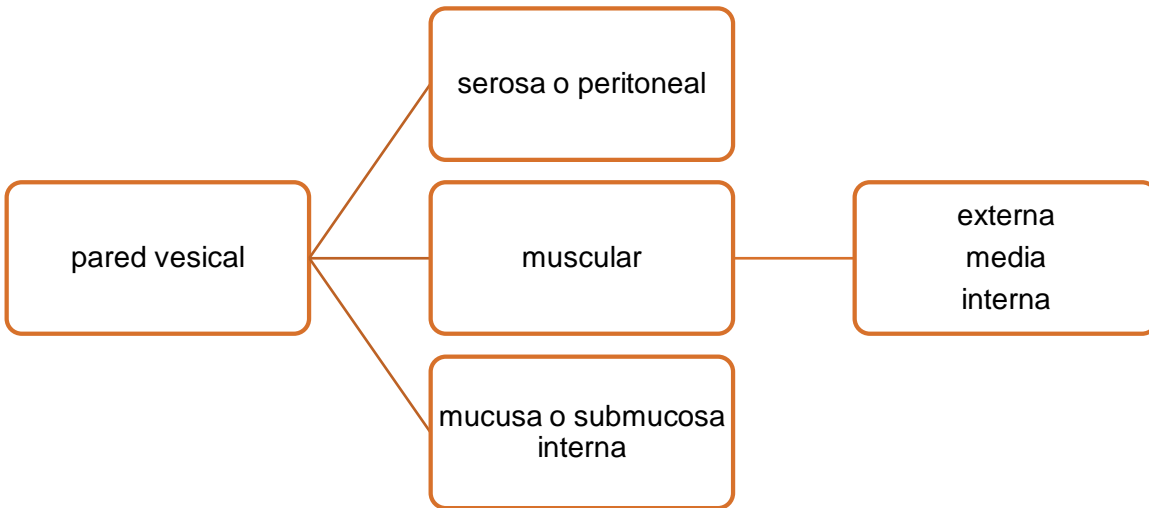 serosa o peritoneal
pared vesical
muscular
externa
media
interna
mucusa o submucosa
interna